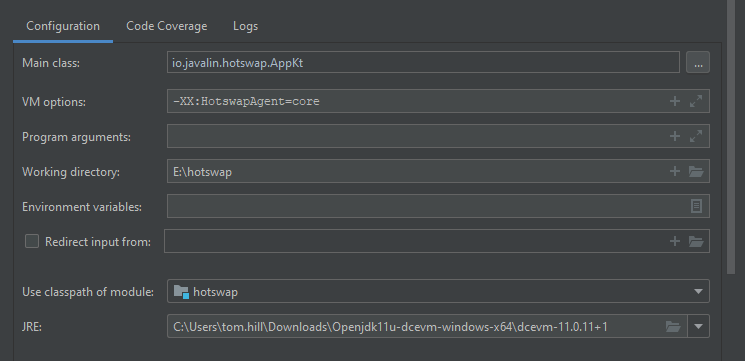 Configuration Code Coverage Logs
Main class: io.javalin.hotswap.AppKt ...
VM options: -XX:HotswapAgent=core
Program arguments:
Working directory: E:\hotswap
Environment variables:
Redirect input from:
Use classpath of module: hotswap
JRE: C:\Users\tom.hill\Downloads\Openjdk11u-dcevm-windows-x64\dcevm-11.0.11+1